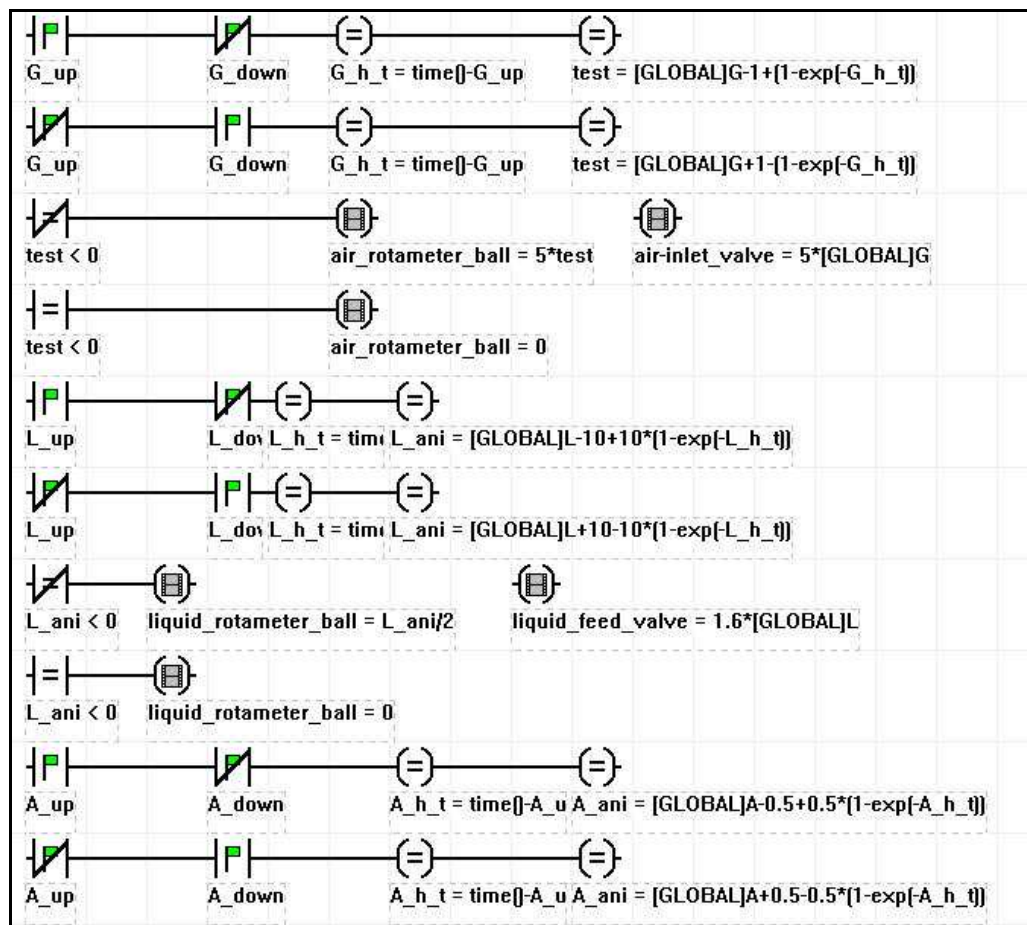 G_up G_down G_h_t = time()-G_up test = [GLOBAL]G-1+(1-exp(-G_h_t))
G_up G_down G_h_t = time()-G_up test = [GLOBAL]G+1-(1-exp(-G_h_t))
test < 0 air_rotameter_ball = 5*test air-inlet_valve = 5*[GLOBAL]G
test < 0 air_rotameter_ball = 0
L_up L_h_t = L_ani = [GLOBAL]L-10+10*(1-exp(-L_h_t))
L_up L_h_t = L_ani = [GLOBAL]L+10-10*(1-exp(-L_h_t))
L_ani < 0 liquid_rotameter_ball = L_ani/2 liquid_feed_valve = 1.6*[GLOBAL]L
L_ani < 0 liquid_rotameter_ball = 0
A_up A_down A_h_t = time()-A_u A_ani = [GLOBAL]A-0.5+0.5*(1-exp(-A_h_t))
A_up A_down A_h_t = time()-A_u A_ani = [GLOBAL]A+0.5-0.5*(1-exp(-A_h_t))